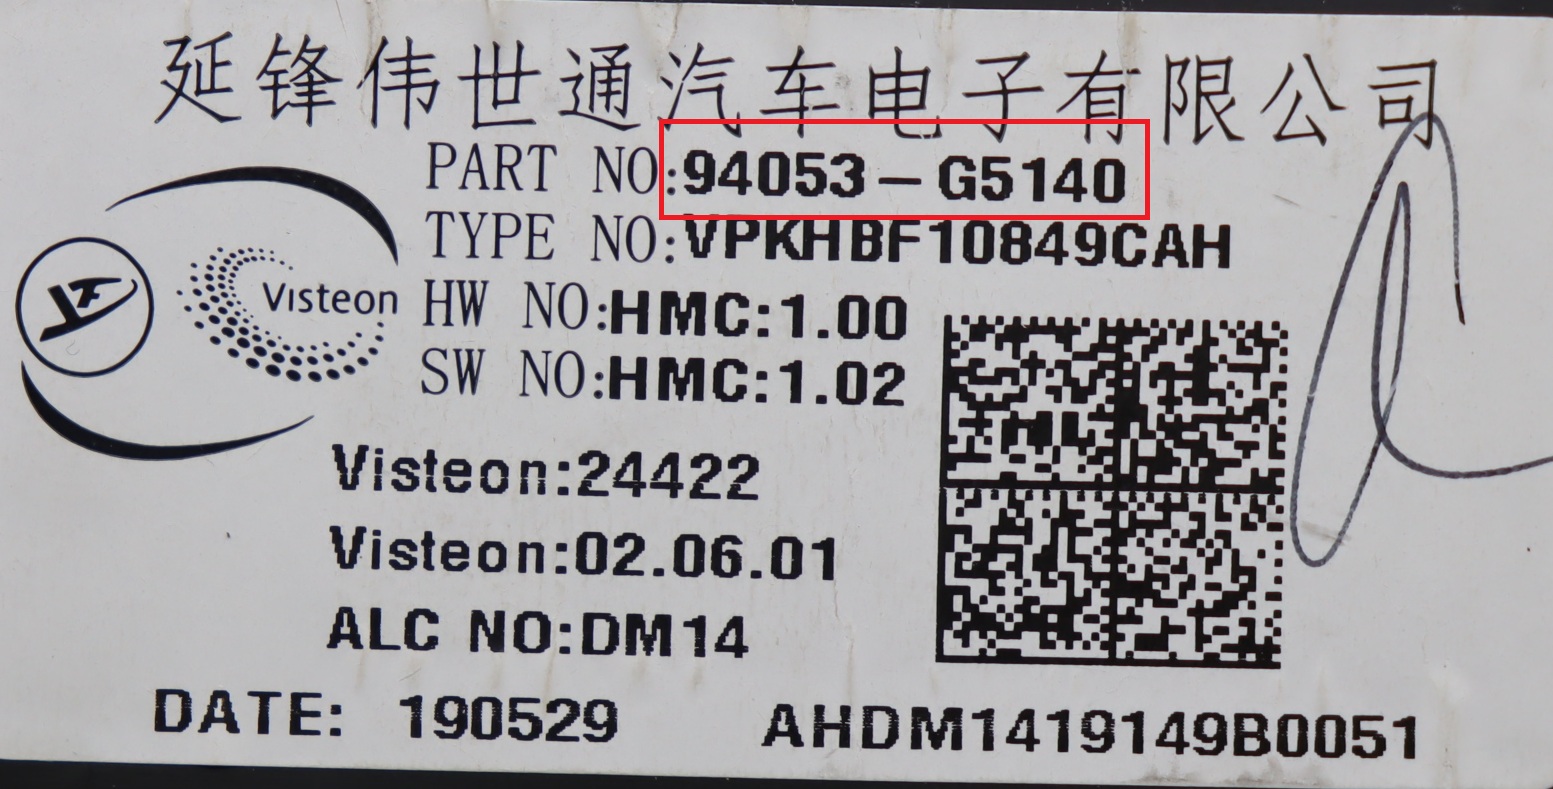 延锋伟世通汽车电子有限公司
PART NO:94053-G5140
TYPE NO:VPKHBF10849CAH
Visteon
HW NO:HMC:1.00
SW NO:HMC:1.02
Visteon:24422
Visteon:02.06.01
ALC NO:DM14
DATE: 190529 AHDM1419149B0051